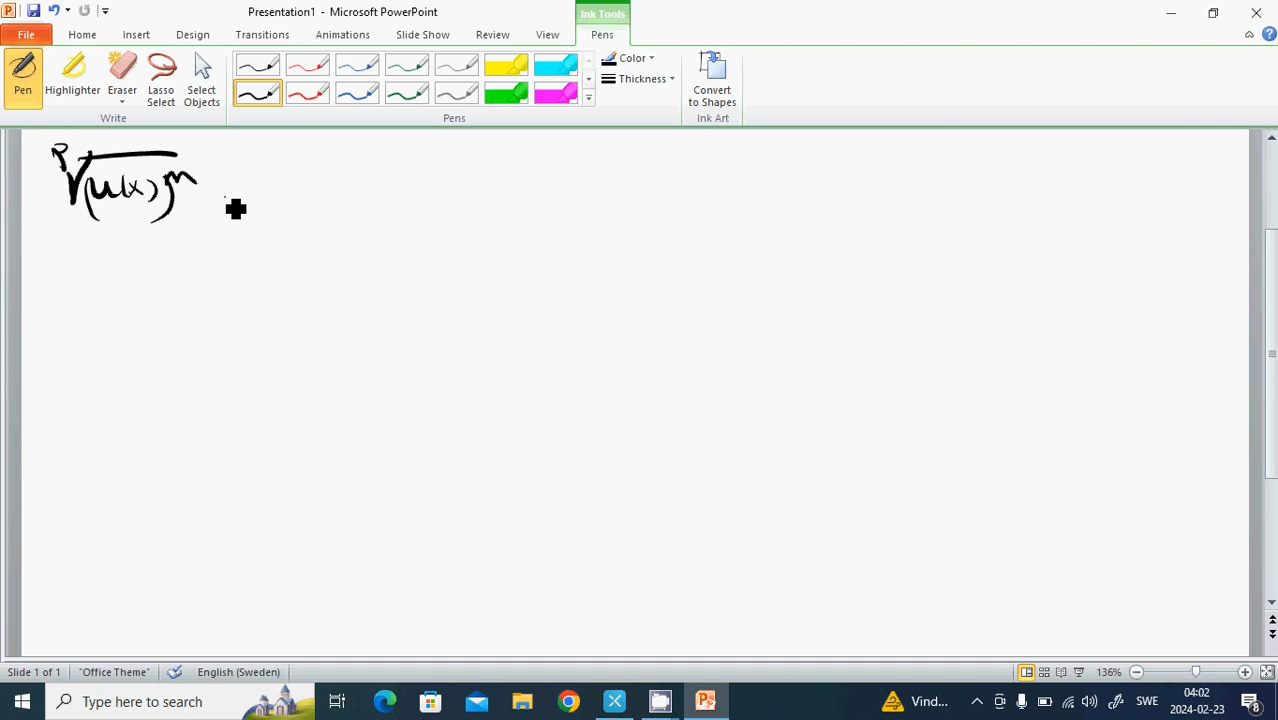 Presentation1 - Microsoft PowerPoint
Ink Tools
File Home Insert Design Transitions Animations Slide Show Review View Pens
Pen Highlighter Eraser Lasso Select Select Objects
Color
Thickness
Convert to Shapes
Write Pens Ink Art
ᵖ√(u(x))ᵐ
Slide 1 of 1 "Office Theme" English (Sweden) 136%
Type here to search Vind... SWE 04:02 2024-02-23 8